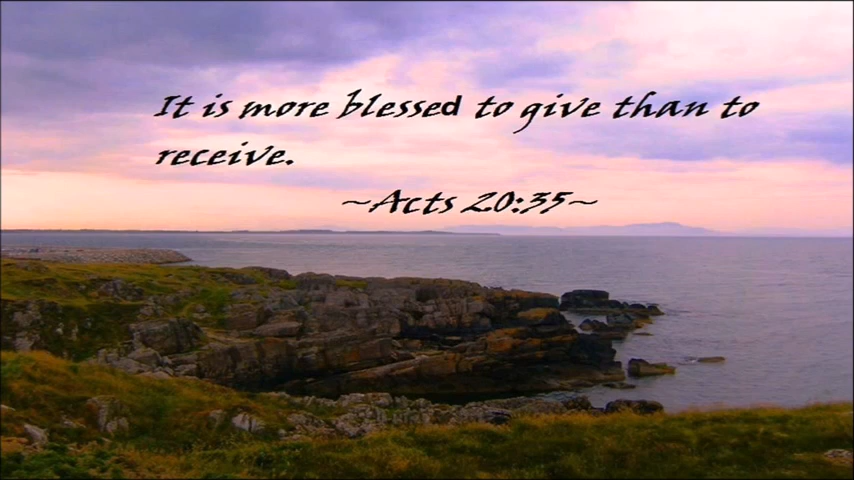 It is more blessed to give than to
receive.
~Acts 20:35~